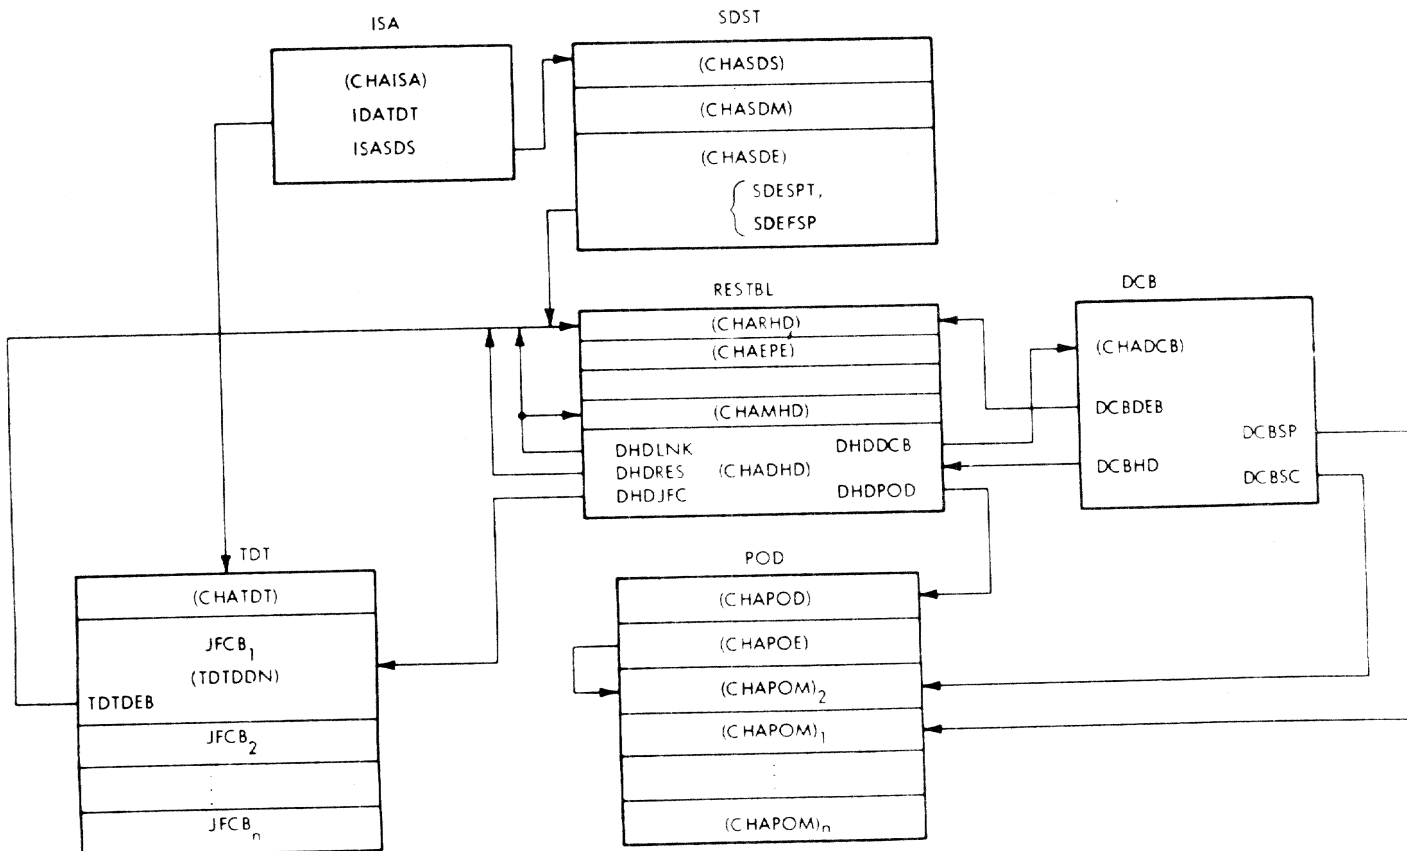 ISA
(CHAISA)
IDATDT
ISASDS
SDST
(CHASDS)
(CHASDM)
(CHASDE)
SDESPT,
SDEFSP
RESTBL
(CHARHD)
(CHAEPE)
(CHAMHD)
DHDLNK
DHDRES
DHDJFC
(CHADHD)
DHDDCB
DHDPOD
DCB
(CHADCB)
DCBDEB
DCBHD
DCBSP
DCBSC
TDT
(CHATDT)
JFCB1
(TDTDDN)
TDTDEB
JFCB2
⋮
JFCBn
POD
(CHAPOD)
(CHAPOE)
(CHAPOM)2
(CHAPOM)1
⋮
(CHAPOM)n